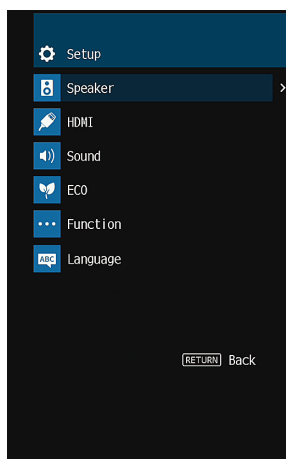 Setup
Speaker
HDMI
Sound
ECO
Function
ABC Language
RETURN Back